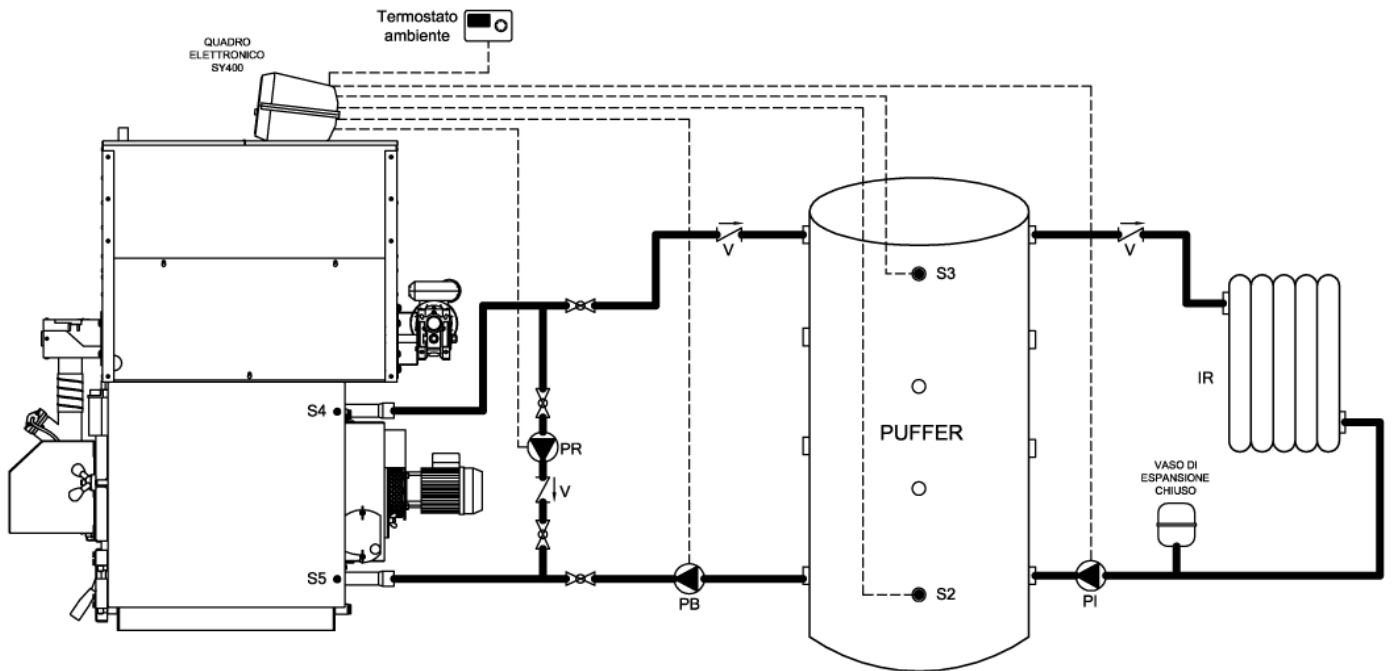 Termostato
ambiente
QUADRO
ELETTRONICO
SY400
V
V
S3
IR
S4
PUFFER
PR
VASO DI
ESPANSIONE
CHIUSO
V
S5
S2
PB
PI